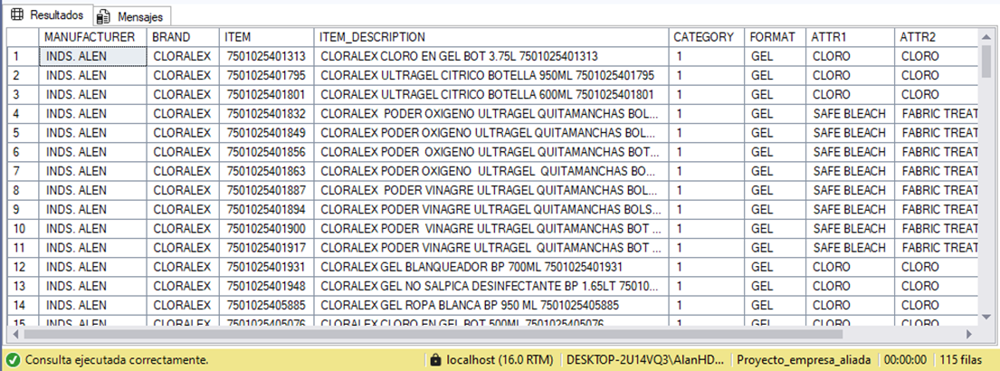 Resultados Mensajes
MANUFACTURER BRAND ITEM ITEM_DESCRIPTION CATEGORY FORMAT ATTR1 ATTR2
1 INDS. ALEN CLORALEX 7501025401313 CLORALEX CLORO EN GEL BOT 3.75L 7501025401313 1 GEL CLORO CLORO
2 INDS. ALEN CLORALEX 7501025401795 CLORALEX ULTRAGEL CITRICO BOTELLA 950ML 7501025401795 1 GEL CLORO CLORO
3 INDS. ALEN CLORALEX 7501025401801 CLORALEX ULTRAGEL CITRICO BOTELLA 600ML 7501025401801 1 GEL CLORO CLORO
4 INDS. ALEN CLORALEX 7501025401832 CLORALEX  PODER OXIGENO ULTRAGEL QUITAMANCHAS BOL... 1 GEL SAFE BLEACH FABRIC TREAT
5 INDS. ALEN CLORALEX 7501025401849 CLORALEX PODER OXIGENO ULTRAGEL QUITAMANCHAS BOL... 1 GEL SAFE BLEACH FABRIC TREAT
6 INDS. ALEN CLORALEX 7501025401856 CLORALEX PODER  OXIGENO ULTRAGEL QUITAMANCHAS BOT... 1 GEL SAFE BLEACH FABRIC TREAT
7 INDS. ALEN CLORALEX 7501025401863 CLORALEX PODER OXIGENO  ULTRAGEL  QUITAMANCHAS BO... 1 GEL SAFE BLEACH FABRIC TREAT
8 INDS. ALEN CLORALEX 7501025401887 CLORALEX  PODER VINAGRE ULTRAGEL QUITAMANCHAS BOL... 1 GEL SAFE BLEACH FABRIC TREAT
9 INDS. ALEN CLORALEX 7501025401894 CLORALEX PODER VINAGRE ULTRAGEL QUITAMANCHAS BOLS... 1 GEL SAFE BLEACH FABRIC TREAT
10 INDS. ALEN CLORALEX 7501025401900 CLORALEX PODER  VINAGRE ULTRAGEL QUITAMANCHAS BOT ... 1 GEL SAFE BLEACH FABRIC TREAT
11 INDS. ALEN CLORALEX 7501025401917 CLORALEX PODER VINAGRE ULTRAGEL  QUITAMANCHAS BOT ... 1 GEL SAFE BLEACH FABRIC TREAT
12 INDS. ALEN CLORALEX 7501025401931 CLORALEX GEL BLANQUEADOR BP 700ML 7501025401931 1 GEL CLORO CLORO
13 INDS. ALEN CLORALEX 7501025401948 CLORALEX GEL NO SALPICA DESINFECTANTE BP 1.65LT 75010... 1 GEL CLORO CLORO
14 INDS. ALEN CLORALEX 7501025405885 CLORALEX GEL ROPA BLANCA BP 950 ML 7501025405885 1 GEL CLORO CLORO
15 INDS. ALEN CLORALEX 7501025405076 CLORALEX CLORO EN GEL BOT 500ML 7501025405076 1 GEL CLORO CLORO
Consulta ejecutada correctamente. localhost (16.0 RTM) DESKTOP-2U14VQ3\AlanHD... Proyecto_empresa_aliada 00:00:00 115 filas